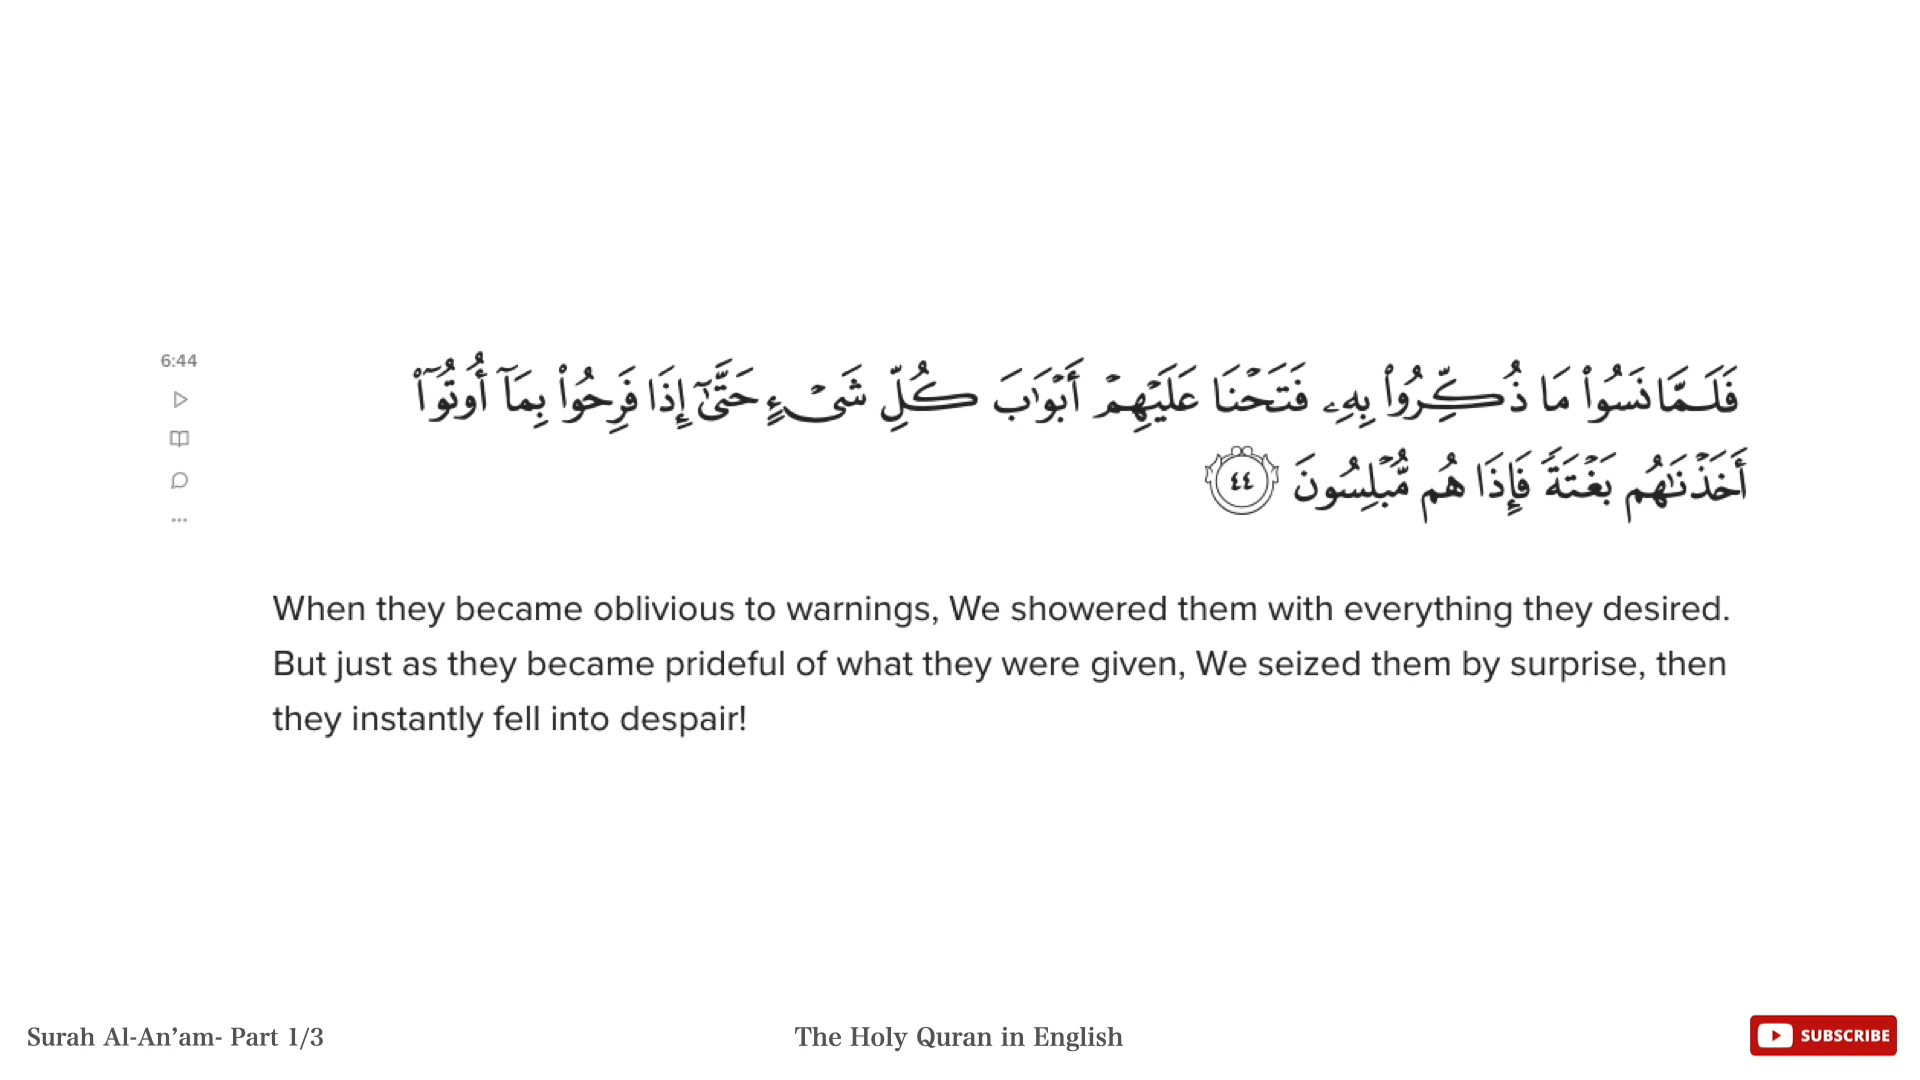 6:44
فَلَمَّا نَسُوا۟ مَا ذُكِّرُوا۟ بِهِۦ فَتَحْنَا عَلَيْهِمْ أَبْوَٰبَ كُلِّ شَىْءٍ حَتَّىٰٓ إِذَا فَرِحُوا۟ بِمَآ أُوتُوٓا۟
أَخَذْنَـٰهُم بَغْتَةً فَإِذَا هُم مُّبْلِسُونَ ٤٤
When they became oblivious to warnings, We showered them with everything they desired.
But just as they became prideful of what they were given, We seized them by surprise, then
they instantly fell into despair!
Surah Al-An’am- Part 1/3
The Holy Quran in English
SUBSCRIBE